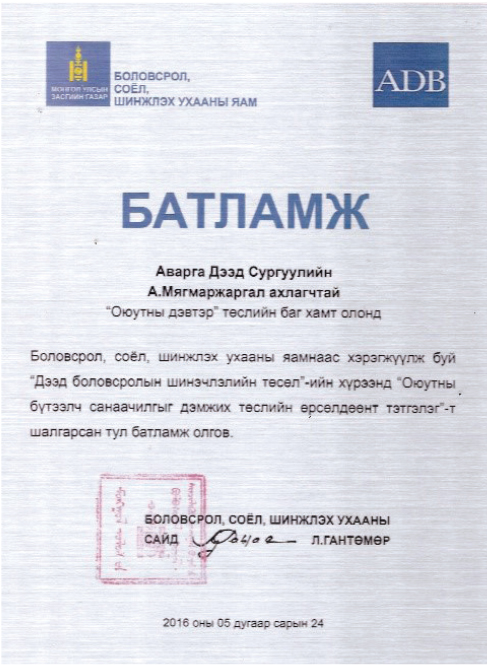 МОНГОЛ УЛСЫН
ЗАСГИЙН ГАЗАР
БОЛОВСРОЛ,
СОЁЛ,
ШИНЖЛЭХ УХААНЫ ЯАМ
ADB
БАТЛАМЖ
Аварга Дээд Сургуулийн
А.Мягмаржаргал ахлагчтай
"Оюутны дэвтэр" төслийн баг хамт олонд
Боловсрол, соёл, шинжлэх ухааны яамнаас хэрэгжүүлж буй
"Дээд боловсролын шинэчлэлийн төсөл"-ийн хүрээнд "Оюутны
бүтээлч санаачилгыг дэмжих төслийн өрсөлдөөнт тэтгэлэг"-т
шалгарсан тул батламж олгов.
БОЛОВСРОЛ, СОЁЛ, ШИНЖЛЭХ УХААНЫ
САЙД Л.ГАНТӨМӨР
2016 оны 05 дугаар сарын 24